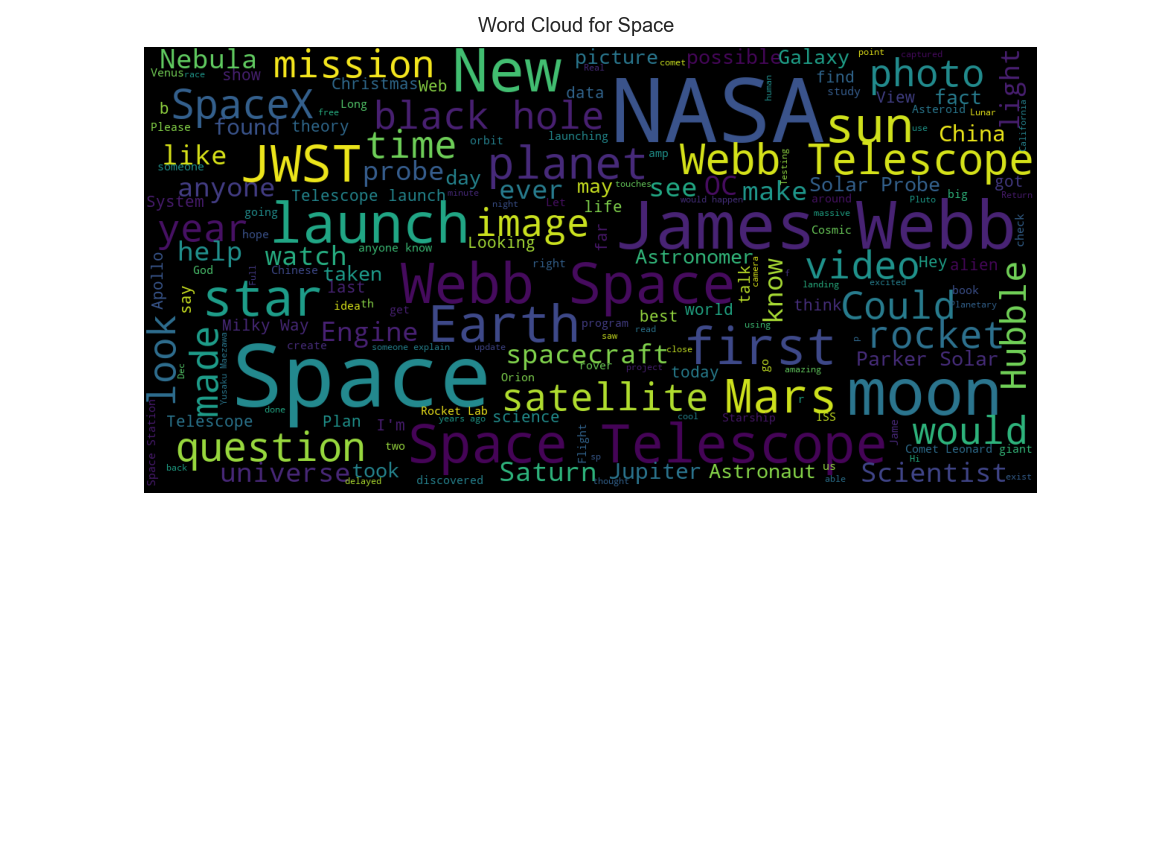 Word Cloud for Space
Nebula mission New picture possible Galaxy photo light
Venus race show Christmas Web comet Real point captured
SpaceX black hole data NASA human find study View fact Asteroid Lunar California
b Long free launching sun use China
Please found theory time orbit amp Testing
like JWST probe day planet Webb Telescope
someone anyone Telescope launch minute ever may touches see OC make Solar Probe got big Return
System going night Let life would happen around Pluto
year launch image far James massive Cosmic Webb check
hope anyone know Looking
help watch right Astronomer talk camera video Hey alien
Apollo God Full Chinese taken last Webb Space know f landing excited
say star idea th get best world think Could book Planetary
look made Milky Way Engine Earth program saw read using first rocket Hubble
create someone explain update spacecraft close go p Parker Solar
Dec Yusaku Maezawa Space Orion rover project today amazing
satellite Mars r moon
done Rocket Lab years ago science cool Starship ISS
Space Station Telescope Plan I'm Flight Jame would
question two Space Telescope Comet Leonard giant
back universe took sp us Hi
delayed discovered Saturn thought Jupiter Astronaut able Scientist exist